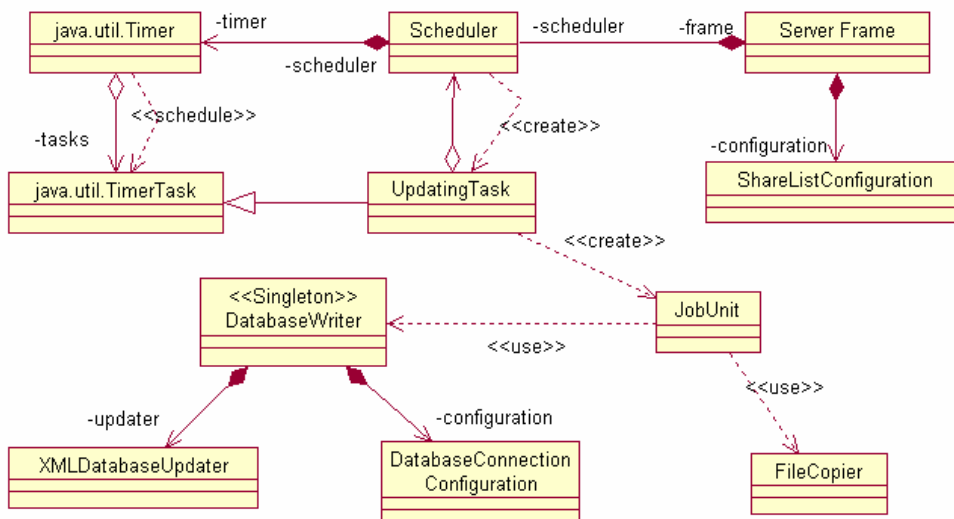 java.util.Timer
-timer
Scheduler
-scheduler
-frame
Server Frame
-scheduler
<<schedule>>
-tasks
<<create>>
-configuration
java.util.TimerTask
UpdatingTask
ShareListConfiguration
<<create>>
<<Singleton>>
DatabaseWriter
JobUnit
<<use>>
<<use>>
-updater
-configuration
XMLDatabaseUpdater
DatabaseConnection
Configuration
FileCopier